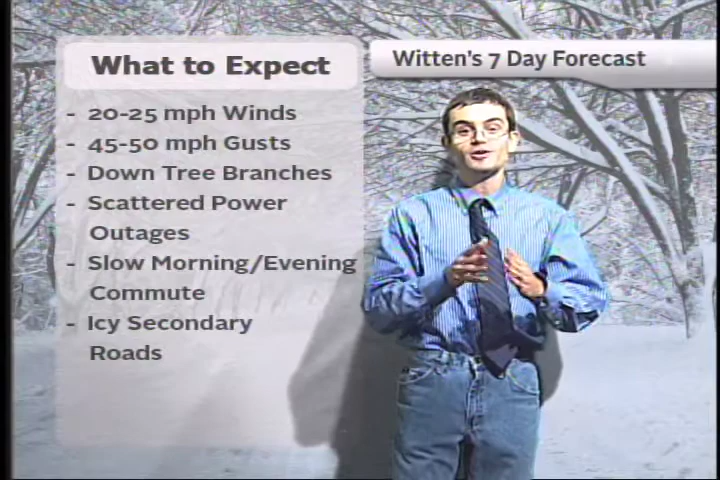 What to Expect
Witten's 7 Day Forecast
- 20-25 mph Winds
- 45-50 mph Gusts
- Down Tree Branches
- Scattered Power
Outages
- Slow Morning/Evening
Commute
- Icy Secondary
Roads